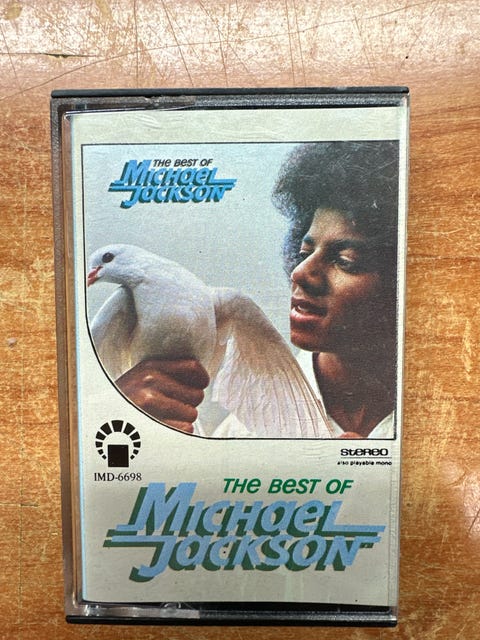 THE BEST OF
MICHAEL
JACKSON
STEREO
also playable mono
IMD-6698
THE BEST OF
MICHAEL
JACKSON